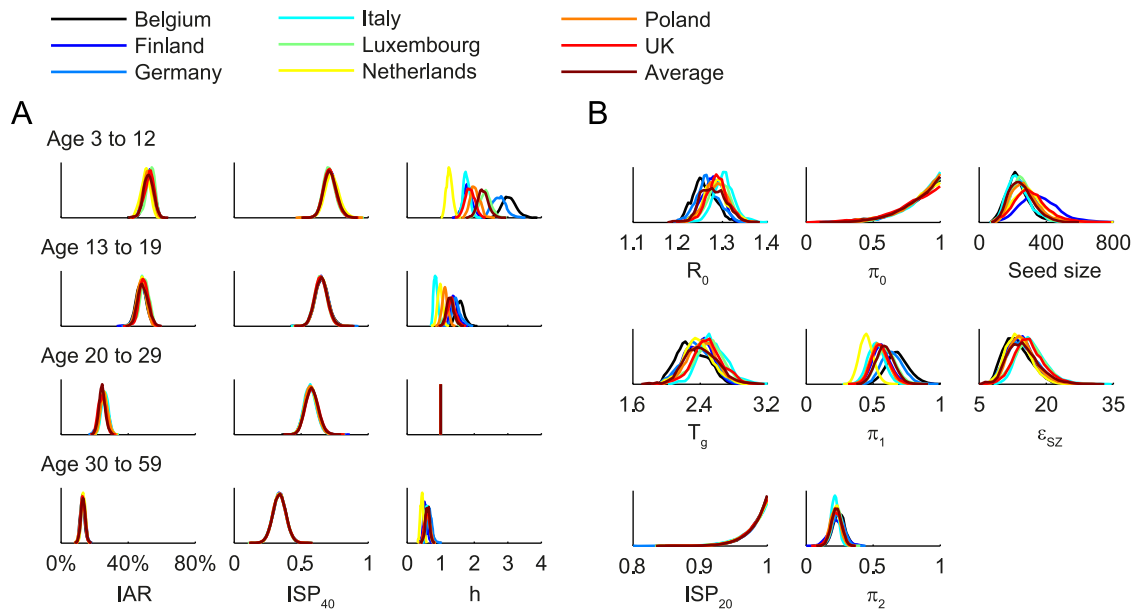 Belgium Italy Poland
Finland Luxembourg UK
Germany Netherlands Average
A B
Age 3 to 12
Age 13 to 19
Age 20 to 29
Age 30 to 59
0% 40% 80% 0 0.5 1 0 1 2 3 4
IAR ISP40 h
1.1 1.2 1.3 1.4 0 0.5 1 0 400 800
R0 π0 Seed size
1.6 2.4 3.2 0 0.5 1 5 20 35
Tg π1 εSZ
0.8 0.9 1 0 0.5 1
ISP20 π2